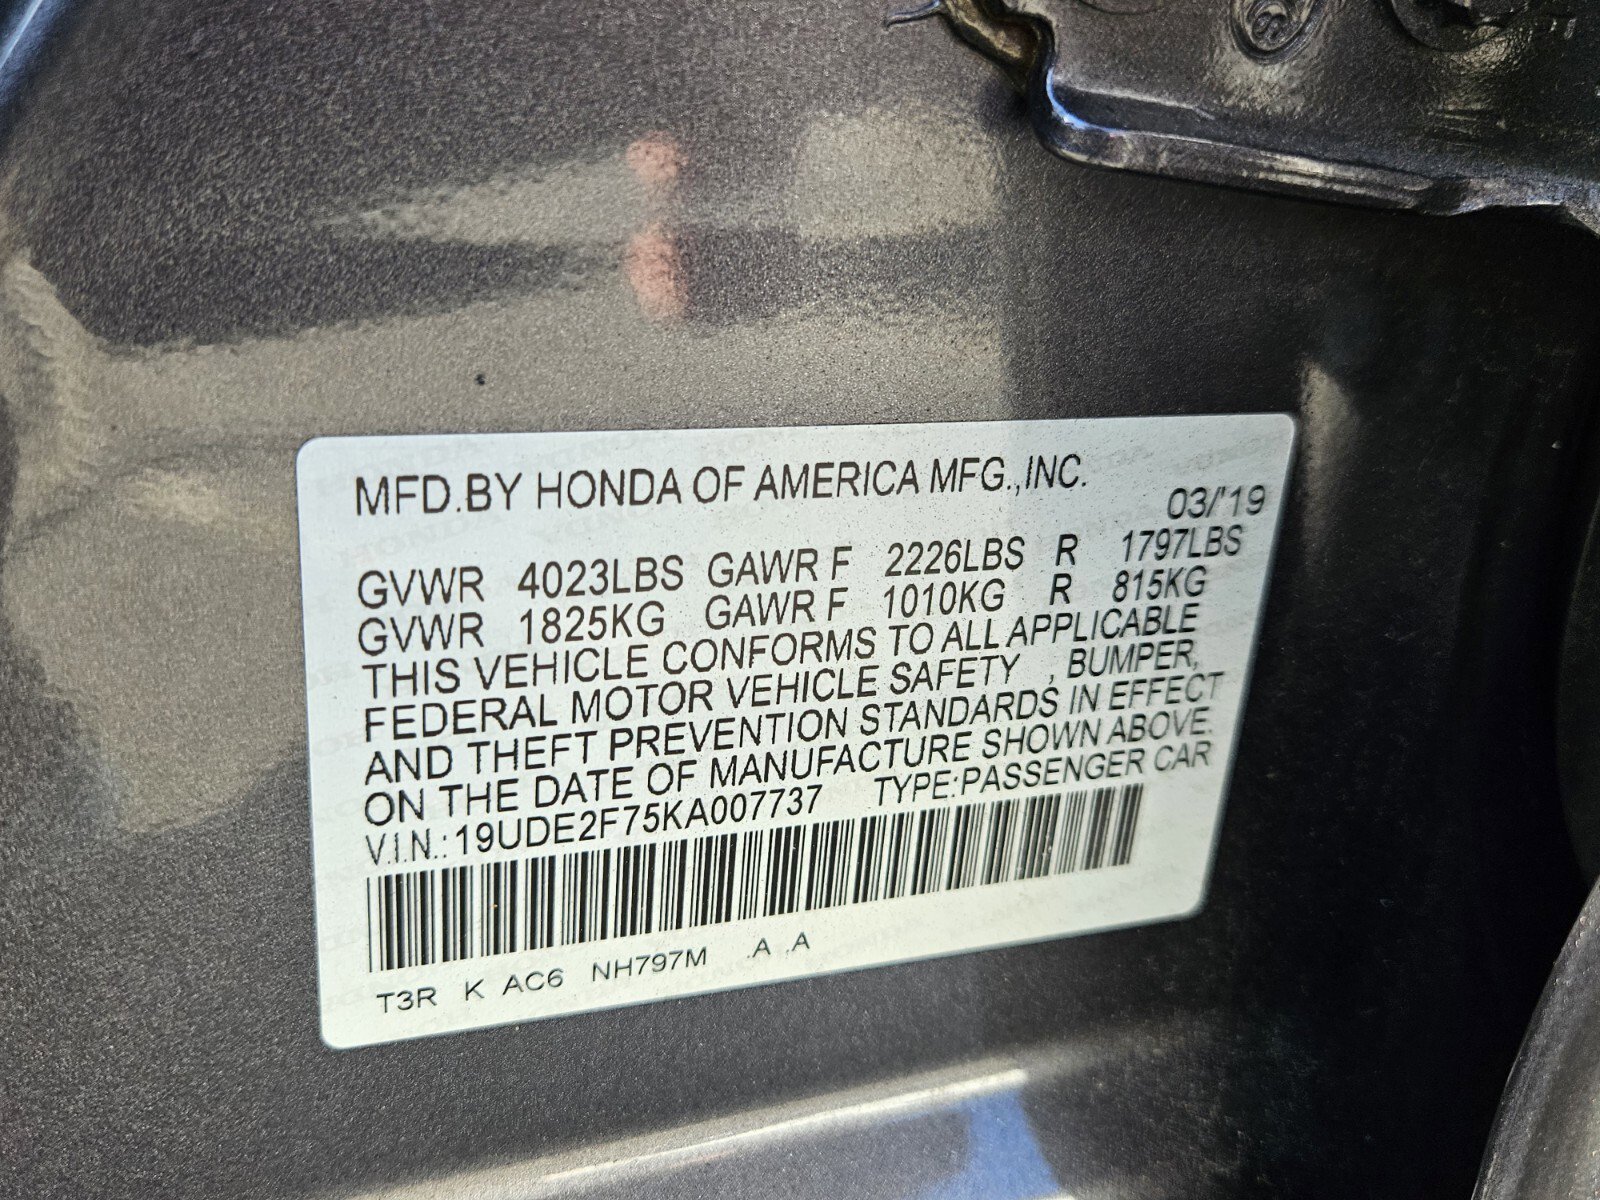 MFD.BY HONDA OF AMERICA MFG.,INC.
03/'19
GVWR 4023LBS GAWR F 2226LBS R 1797LBS
GVWR 1825KG GAWR F 1010KG R 815KG
THIS VEHICLE CONFORMS TO ALL APPLICABLE
FEDERAL MOTOR VEHICLE SAFETY , BUMPER,
AND THEFT PREVENTION STANDARDS IN EFFECT
ON THE DATE OF MANUFACTURE SHOWN ABOVE.
V.I.N.: 19UDE2F75KA007737 TYPE:PASSENGER CAR
T3R K AC6 NH797M .A ,A